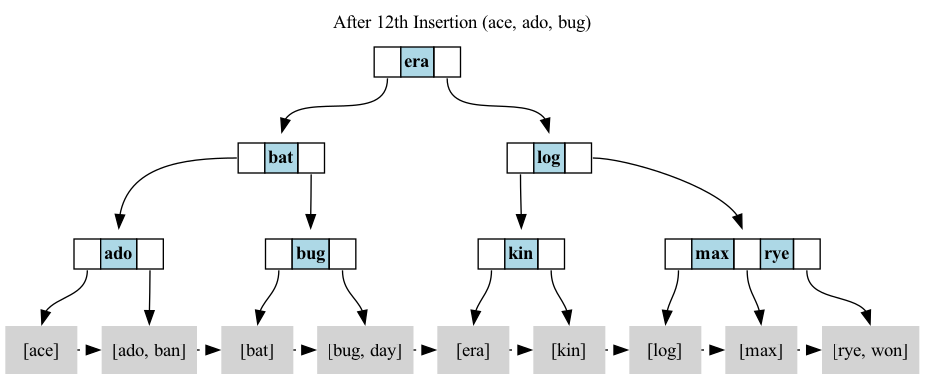 After 12th Insertion (ace, ado, bug)
era
bat
log
ado
bug
kin
max
rye
[ace]
[ado, ban]
[bat]
[bug, day]
[era]
[kin]
[log]
[max]
[rye, won]